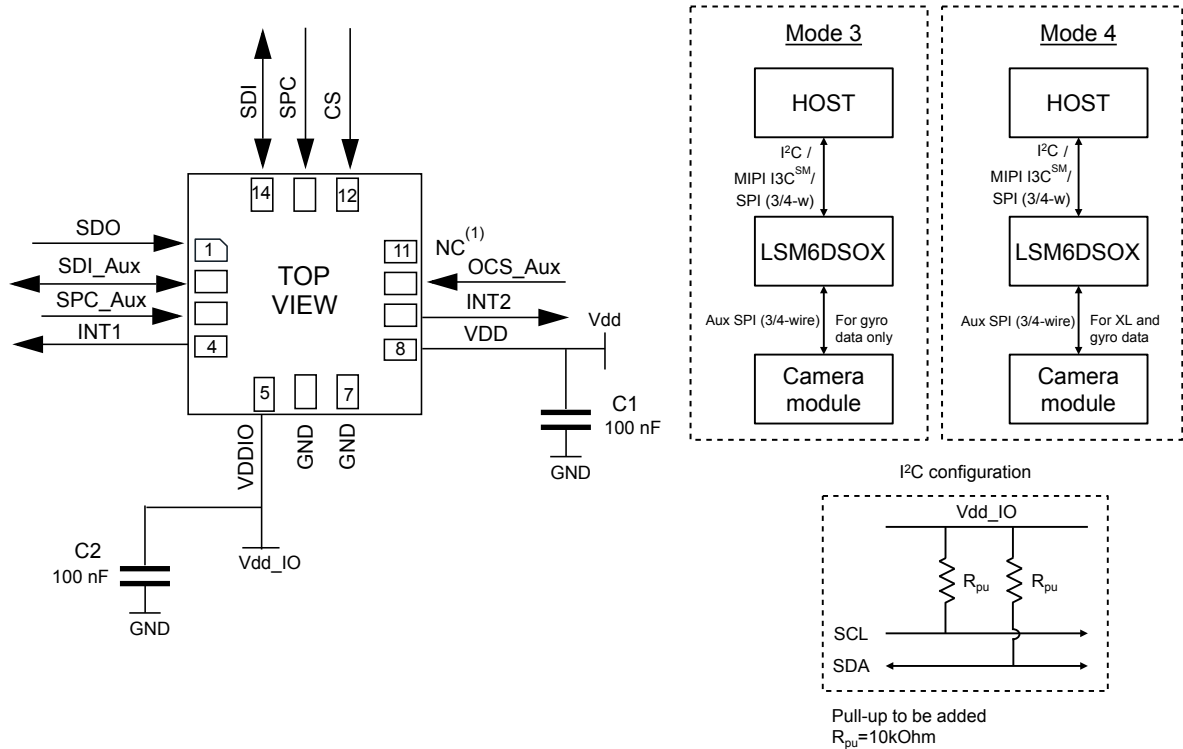 SDI
SPC
CS
14
12
SDO
SDI_Aux
SPC_Aux
INT1
1
4
TOP
VIEW
11
8
NC(1)
OCS_Aux
INT2
VDD
Vdd
5
7
VDDIO
GND
GND
C1
100 nF
GND
C2
100 nF
GND
Vdd_IO
Mode 3
HOST
I²C /
MIPI I3CSM/
SPI (3/4-w)
LSM6DSOX
Aux SPI (3/4-wire)
For gyro
data only
Camera
module
Mode 4
HOST
I²C /
MIPI I3CSM/
SPI (3/4-w)
LSM6DSOX
Aux SPI (3/4-wire)
For XL and
gyro data
Camera
module
I²C configuration
Vdd_IO
Rpu
Rpu
SCL
SDA
Pull-up to be added
Rpu=10kOhm